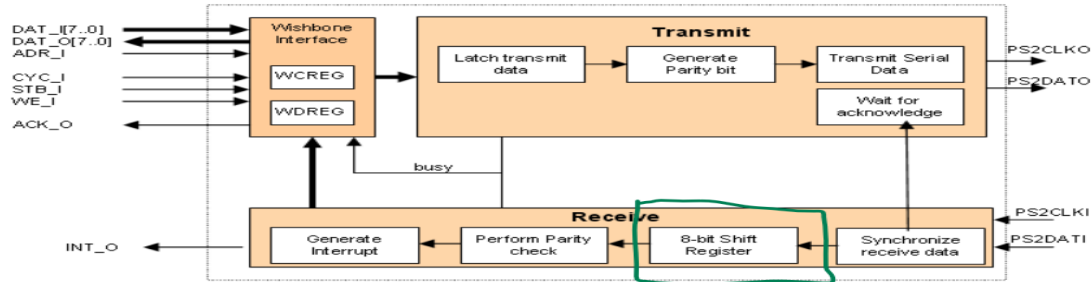 DAT_I[7..0]
DAT_O[7..0]
ADR_I
CYC_I
STB_I
WE_I
ACK_O
Wishbone
Interface
WCREG
WDREG
Transmit
Latch transmit
data
Generate
Parity bit
Transmit Serial
Data
Wait for
acknowledge
PS2CLKO
PS2DATO
busy
Receive
INT_O
Generate
Interrupt
Perform Parity
check
8-bit Shift
Register
Synchronize
receive data
PS2CLKI
PS2DATI